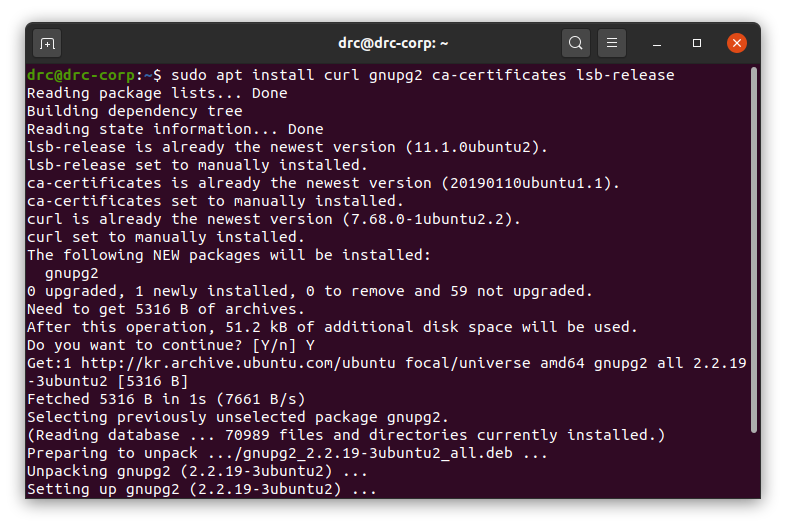 drc@drc-corp: ~
drc@drc-corp:~$ sudo apt install curl gnupg2 ca-certificates lsb-release
Reading package lists... Done
Building dependency tree
Reading state information... Done
lsb-release is already the newest version (11.1.0ubuntu2).
lsb-release set to manually installed.
ca-certificates is already the newest version (20190110ubuntu1.1).
ca-certificates set to manually installed.
curl is already the newest version (7.68.0-1ubuntu2.2).
curl set to manually installed.
The following NEW packages will be installed:
  gnupg2
0 upgraded, 1 newly installed, 0 to remove and 59 not upgraded.
Need to get 5316 B of archives.
After this operation, 51.2 kB of additional disk space will be used.
Do you want to continue? [Y/n] Y
Get:1 http://kr.archive.ubuntu.com/ubuntu focal/universe amd64 gnupg2 all 2.2.19
-3ubuntu2 [5316 B]
Fetched 5316 B in 1s (7661 B/s)
Selecting previously unselected package gnupg2.
(Reading database ... 70989 files and directories currently installed.)
Preparing to unpack .../gnupg2_2.2.19-3ubuntu2_all.deb ...
Unpacking gnupg2 (2.2.19-3ubuntu2) ...
Setting up gnupg2 (2.2.19-3ubuntu2) ...